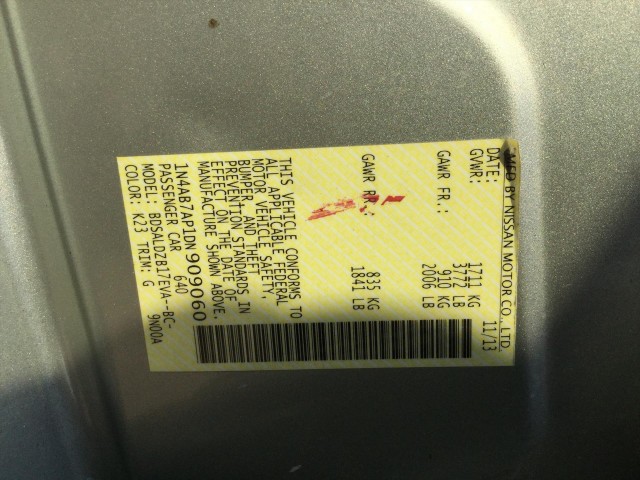 MFD BY NISSAN MOTOR CO., LTD.
DATE: 11/13
GVWR: 1711 KG
3772 LB
GAWR FR.: 910 KG
2006 LB
GAWR RR.: 835 KG
1841 LB
THIS VEHICLE CONFORMS TO
ALL APPLICABLE FEDERAL
MOTOR VEHICLE SAFETY,
BUMPER, AND THEFT
PREVENTION STANDARDS IN
EFFECT ON THE DATE OF
MANUFACTURE SHOWN ABOVE.
1N4AB7AP1DN909060
PASSENGER CAR 640
MODEL: BDSALDZB17EVA--BC-
COLOR: K23 TRIM: G 9N00A